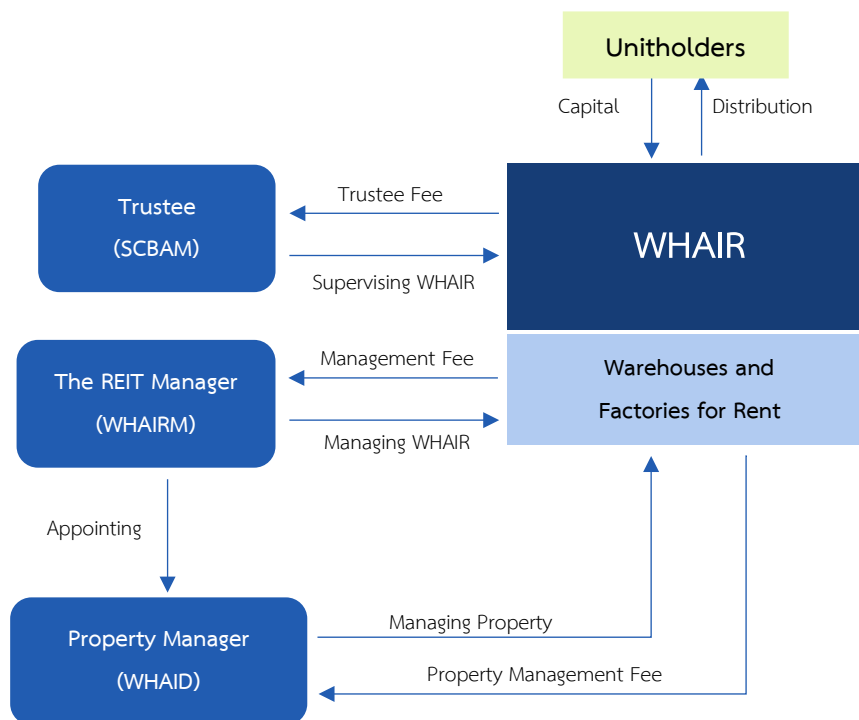 Unitholders
Capital
Distribution
Trustee
(SCBAM)
Trustee Fee
Supervising WHAIR
WHAIR
The REIT Manager
(WHAIRM)
Management Fee
Managing WHAIR
Warehouses and
Factories for Rent
Appointing
Property Manager
(WHAID)
Managing Property
Property Management Fee